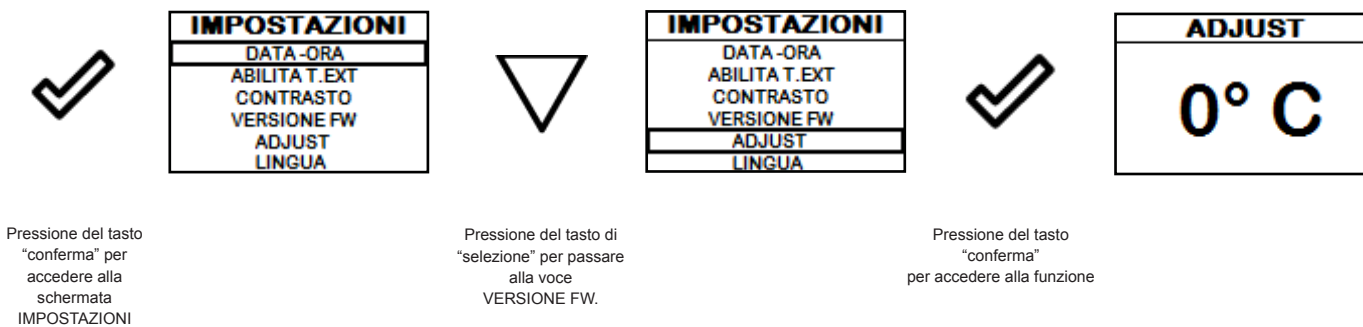 IMPOSTAZIONI
DATA-ORA
ABILITA T.EXT
CONTRASTO
VERSIONE FW
ADJUST
LINGUA
IMPOSTAZIONI
DATA-ORA
ABILITA T.EXT
CONTRASTO
VERSIONE FW
ADJUST
LINGUA
ADJUST
0° C
Pressione del tasto
“conferma” per
accedere alla
schermata
IMPOSTAZIONI
Pressione del tasto di
“selezione” per passare
alla voce
VERSIONE FW.
Pressione del tasto
“conferma”
per accedere alla funzione